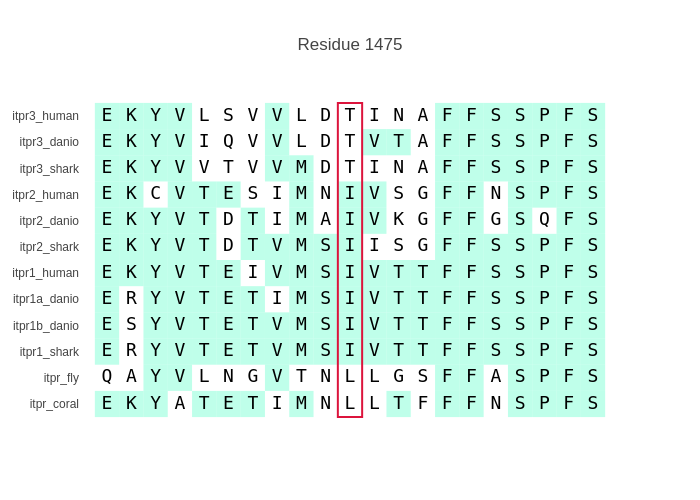 Residue 1475
itpr3_human E K Y V L S V V L D T I N A F F S S P F S
itpr3_danio E K Y V I Q V V L D T V T A F F S S P F S
itpr3_shark E K Y V V T V V M D T I N A F F S S P F S
itpr2_human E K C V T E S I M N I V S G F F N S P F S
itpr2_danio E K Y V T D T I M A I V K G F F G S Q F S
itpr2_shark E K Y V T D T V M S I I S G F F S S P F S
itpr1_human E K Y V T E I V M S I V T T F F S S P F S
itpr1a_danio E R Y V T E T I M S I V T T F F S S P F S
itpr1b_danio E S Y V T E T V M S I V T T F F S S P F S
itpr1_shark E R Y V T E T V M S I V T T F F S S P F S
itpr_fly Q A Y V L N G V T N L L G S F F A S P F S
itpr_coral E K Y A T E T I M N L L T F F F N S P F S